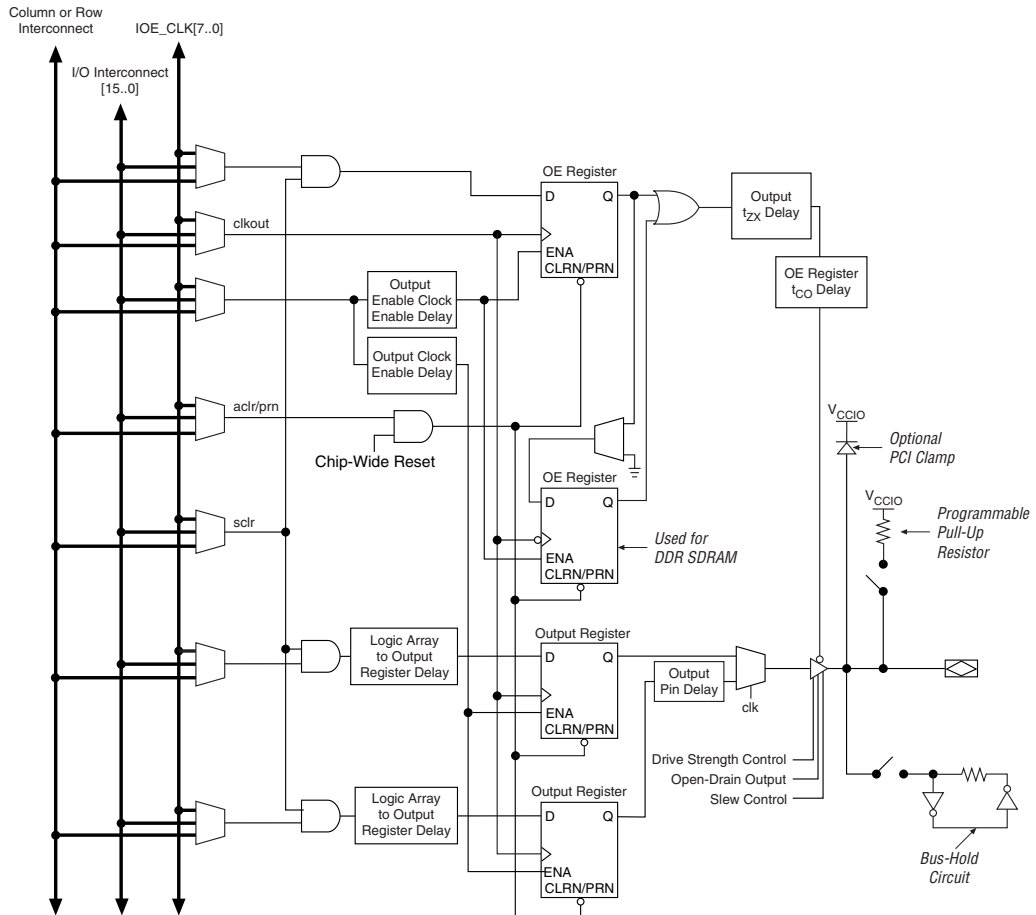 Column or Row
Interconnect
IOE_CLK[7..0]
I/O Interconnect
[15..0]
OE Register
D
Q
ENA
CLRN/PRN
Output
tZX Delay
clkout
OE Register
tCO Delay
Output
Enable Clock
Enable Delay
Output Clock
Enable Delay
aclr/prn
Chip-Wide Reset
VCCIO
Optional
PCI Clamp
OE Register
D
Q
ENA
CLRN/PRN
Used for
DDR SDRAM
VCCIO
Programmable
Pull-Up
Resistor
sclr
Logic Array
to Output
Register Delay
Output Register
D
Q
ENA
CLRN/PRN
Output
Pin Delay
clk
Drive Strength Control
Open-Drain Output
Slew Control
Logic Array
to Output
Register Delay
Output Register
D
Q
ENA
CLRN/PRN
Bus-Hold
Circuit